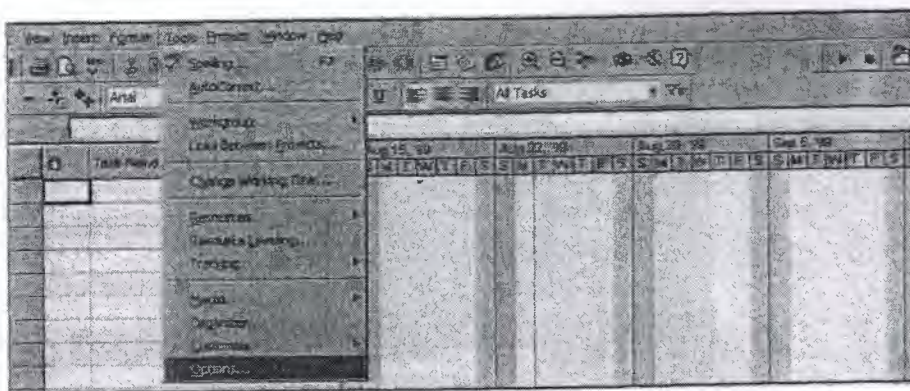 View Insert Format Tools Project Window Help
Spelling... F7
Arial All Tasks
AutoCorrect...
Workgroup
Links Between Projects...
Aug 15, '99 Aug 22, '99 Aug 29, '99 Sep 5, '99
Task Name S M T W T F S S M T W T F S S M T W T F S S M T W T F S
Change Working Time...
Resources
Resource Leveling...
Tracking
Macro
Organizer...
Customize
Options...